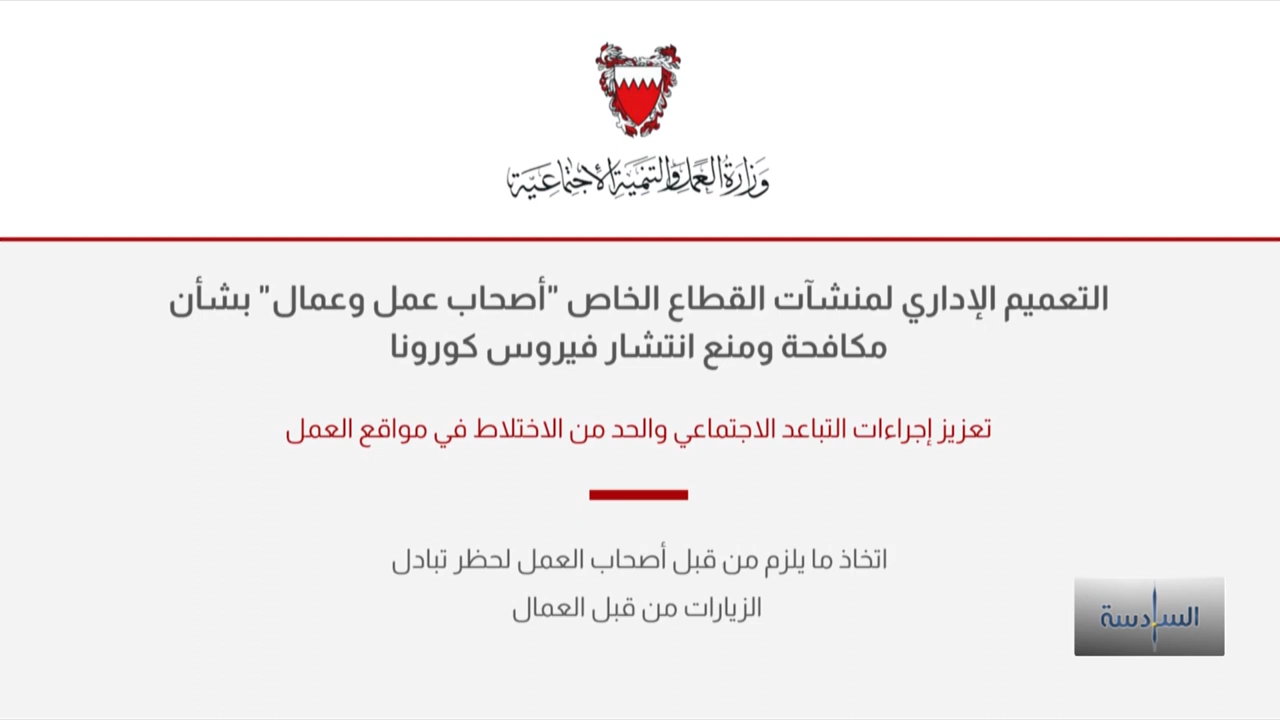 وزارة العمل والتنمية الاجتماعية
التعميم الإداري لمنشآت القطاع الخاص "أصحاب عمل وعمال" بشأن
مكافحة ومنع انتشار فيروس كورونا
تعزيز إجراءات التباعد الاجتماعي والحد من الاختلاط في مواقع العمل
اتخاذ ما يلزم من قبل أصحاب العمل لحظر تبادل
الزيارات من قبل العمال
السادسة